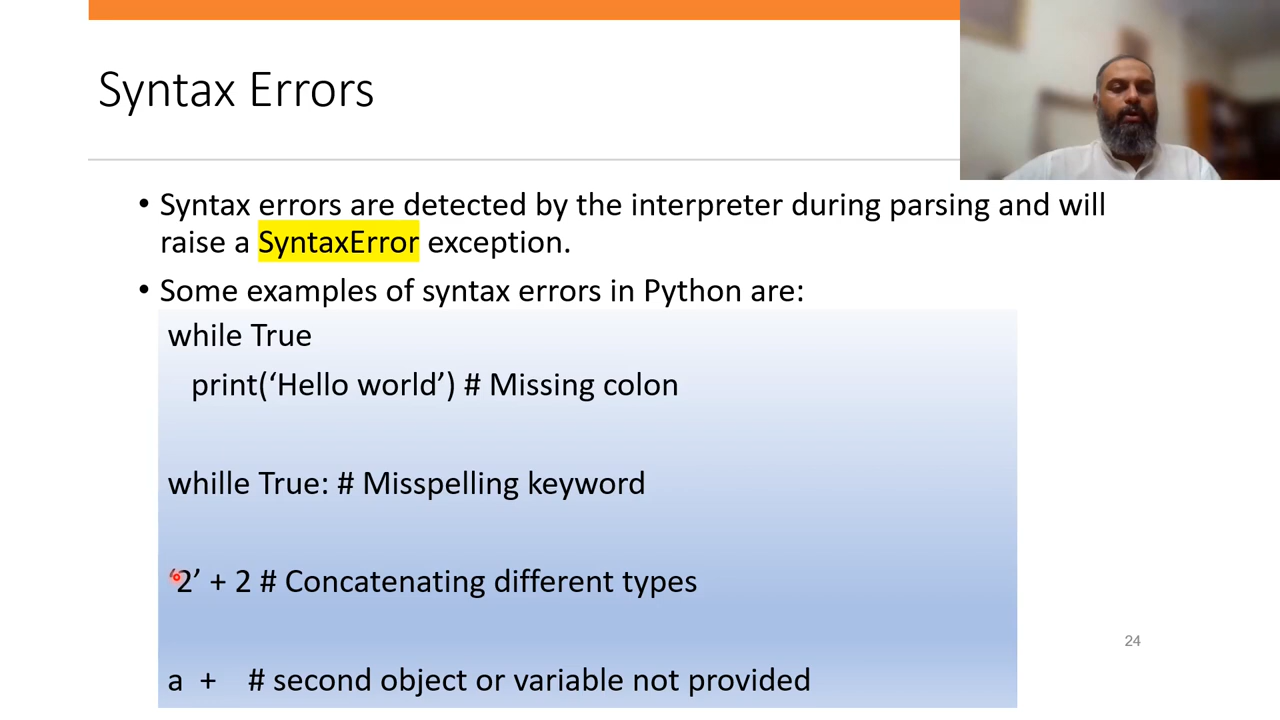 Syntax Errors
• Syntax errors are detected by the interpreter during parsing and will
raise a SyntaxError exception.
• Some examples of syntax errors in Python are:
while True
print(‘Hello world’) # Missing colon
whille True: # Misspelling keyword
‘2’ + 2 # Concatenating different types
a + # second object or variable not provided
24